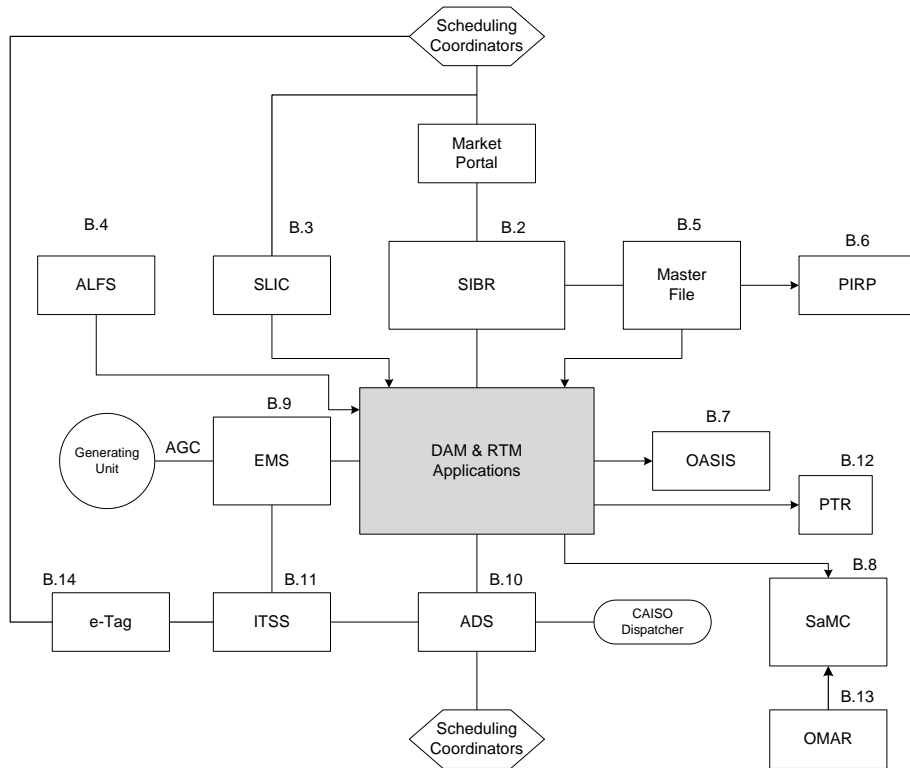 Scheduling
Coordinators
Market
Portal
B.4
B.3
B.2
B.5
B.6
ALFS
SLIC
SIBR
Master
File
PIRP
B.9
B.7
Generating
Unit
AGC
EMS
DAM & RTM
Applications
OASIS
B.12
PTR
B.14
B.11
B.10
B.8
e-Tag
ITSS
ADS
CAISO
Dispatcher
SaMC
B.13
Scheduling
Coordinators
OMAR